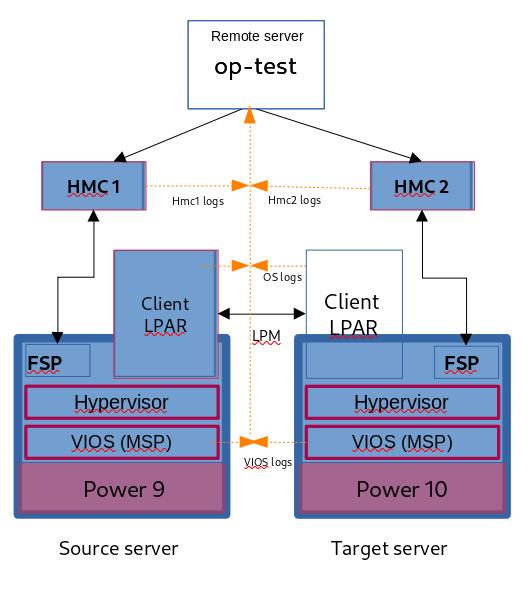 Remote server
op-test
HMC 1
HMC 2
Hmc1 logs
Hmc2 logs
OS logs
Client
LPAR
Client
LPAR
LPM
FSP
FSP
Hypervisor
Hypervisor
VIOS (MSP)
VIOS (MSP)
VIOS logs
Power 9
Power 10
Source server
Target server